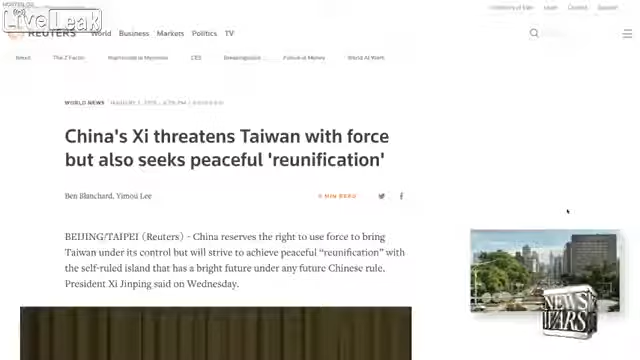 LiveLeak
REUTERS World Business Markets Politics TV
China's Xi threatens Taiwan with force
but also seeks peaceful 'reunification'
WORLD NEWS
Ben Blanchard, Yimou Lee
5 MIN READ
BEIJING/TAIPEI (Reuters) - China reserves the right to use force to bring
Taiwan under its control but will strive to achieve peaceful “reunification” with
the self-ruled island that has a bright future under any future Chinese rule,
President Xi Jinping said on Wednesday.
NEWS
WARS